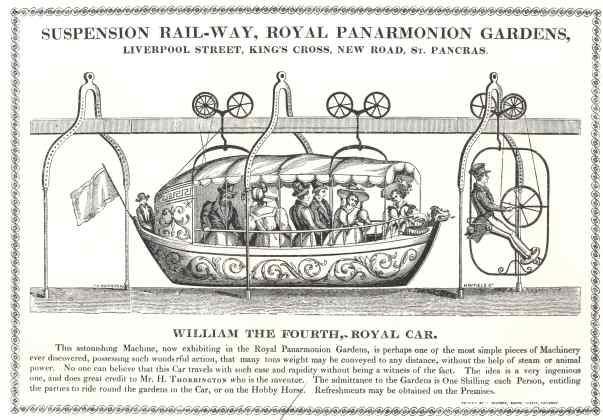 SUSPENSION RAIL-WAY, ROYAL PANARMONION GARDENS,
LIVERPOOL STREET, KING'S CROSS, NEW ROAD, ST. PANCRAS.
WILLIAM THE FOURTH, ROYAL CAR.
This astonishing Machine, now exhibiting in the Royal Panarmonion Gardens, is perhaps one of the most simple pieces of Machinery
ever discovered, possessing such wonderful action, that many tons weight may be conveyed to any distance, without the help of steam or animal
power. No one can believe that this Car travels with such ease and rapidity without being a witness of the fact. The idea is a very ingenious
one, and does great credit to Mr. H. THORRINGTON who is the inventor. The admittance to the Gardens is One Shilling each Person, entitling
the parties to ride round the gardens in the Car, or on the Hobby Horse. Refreshments may be obtained on the Premises.